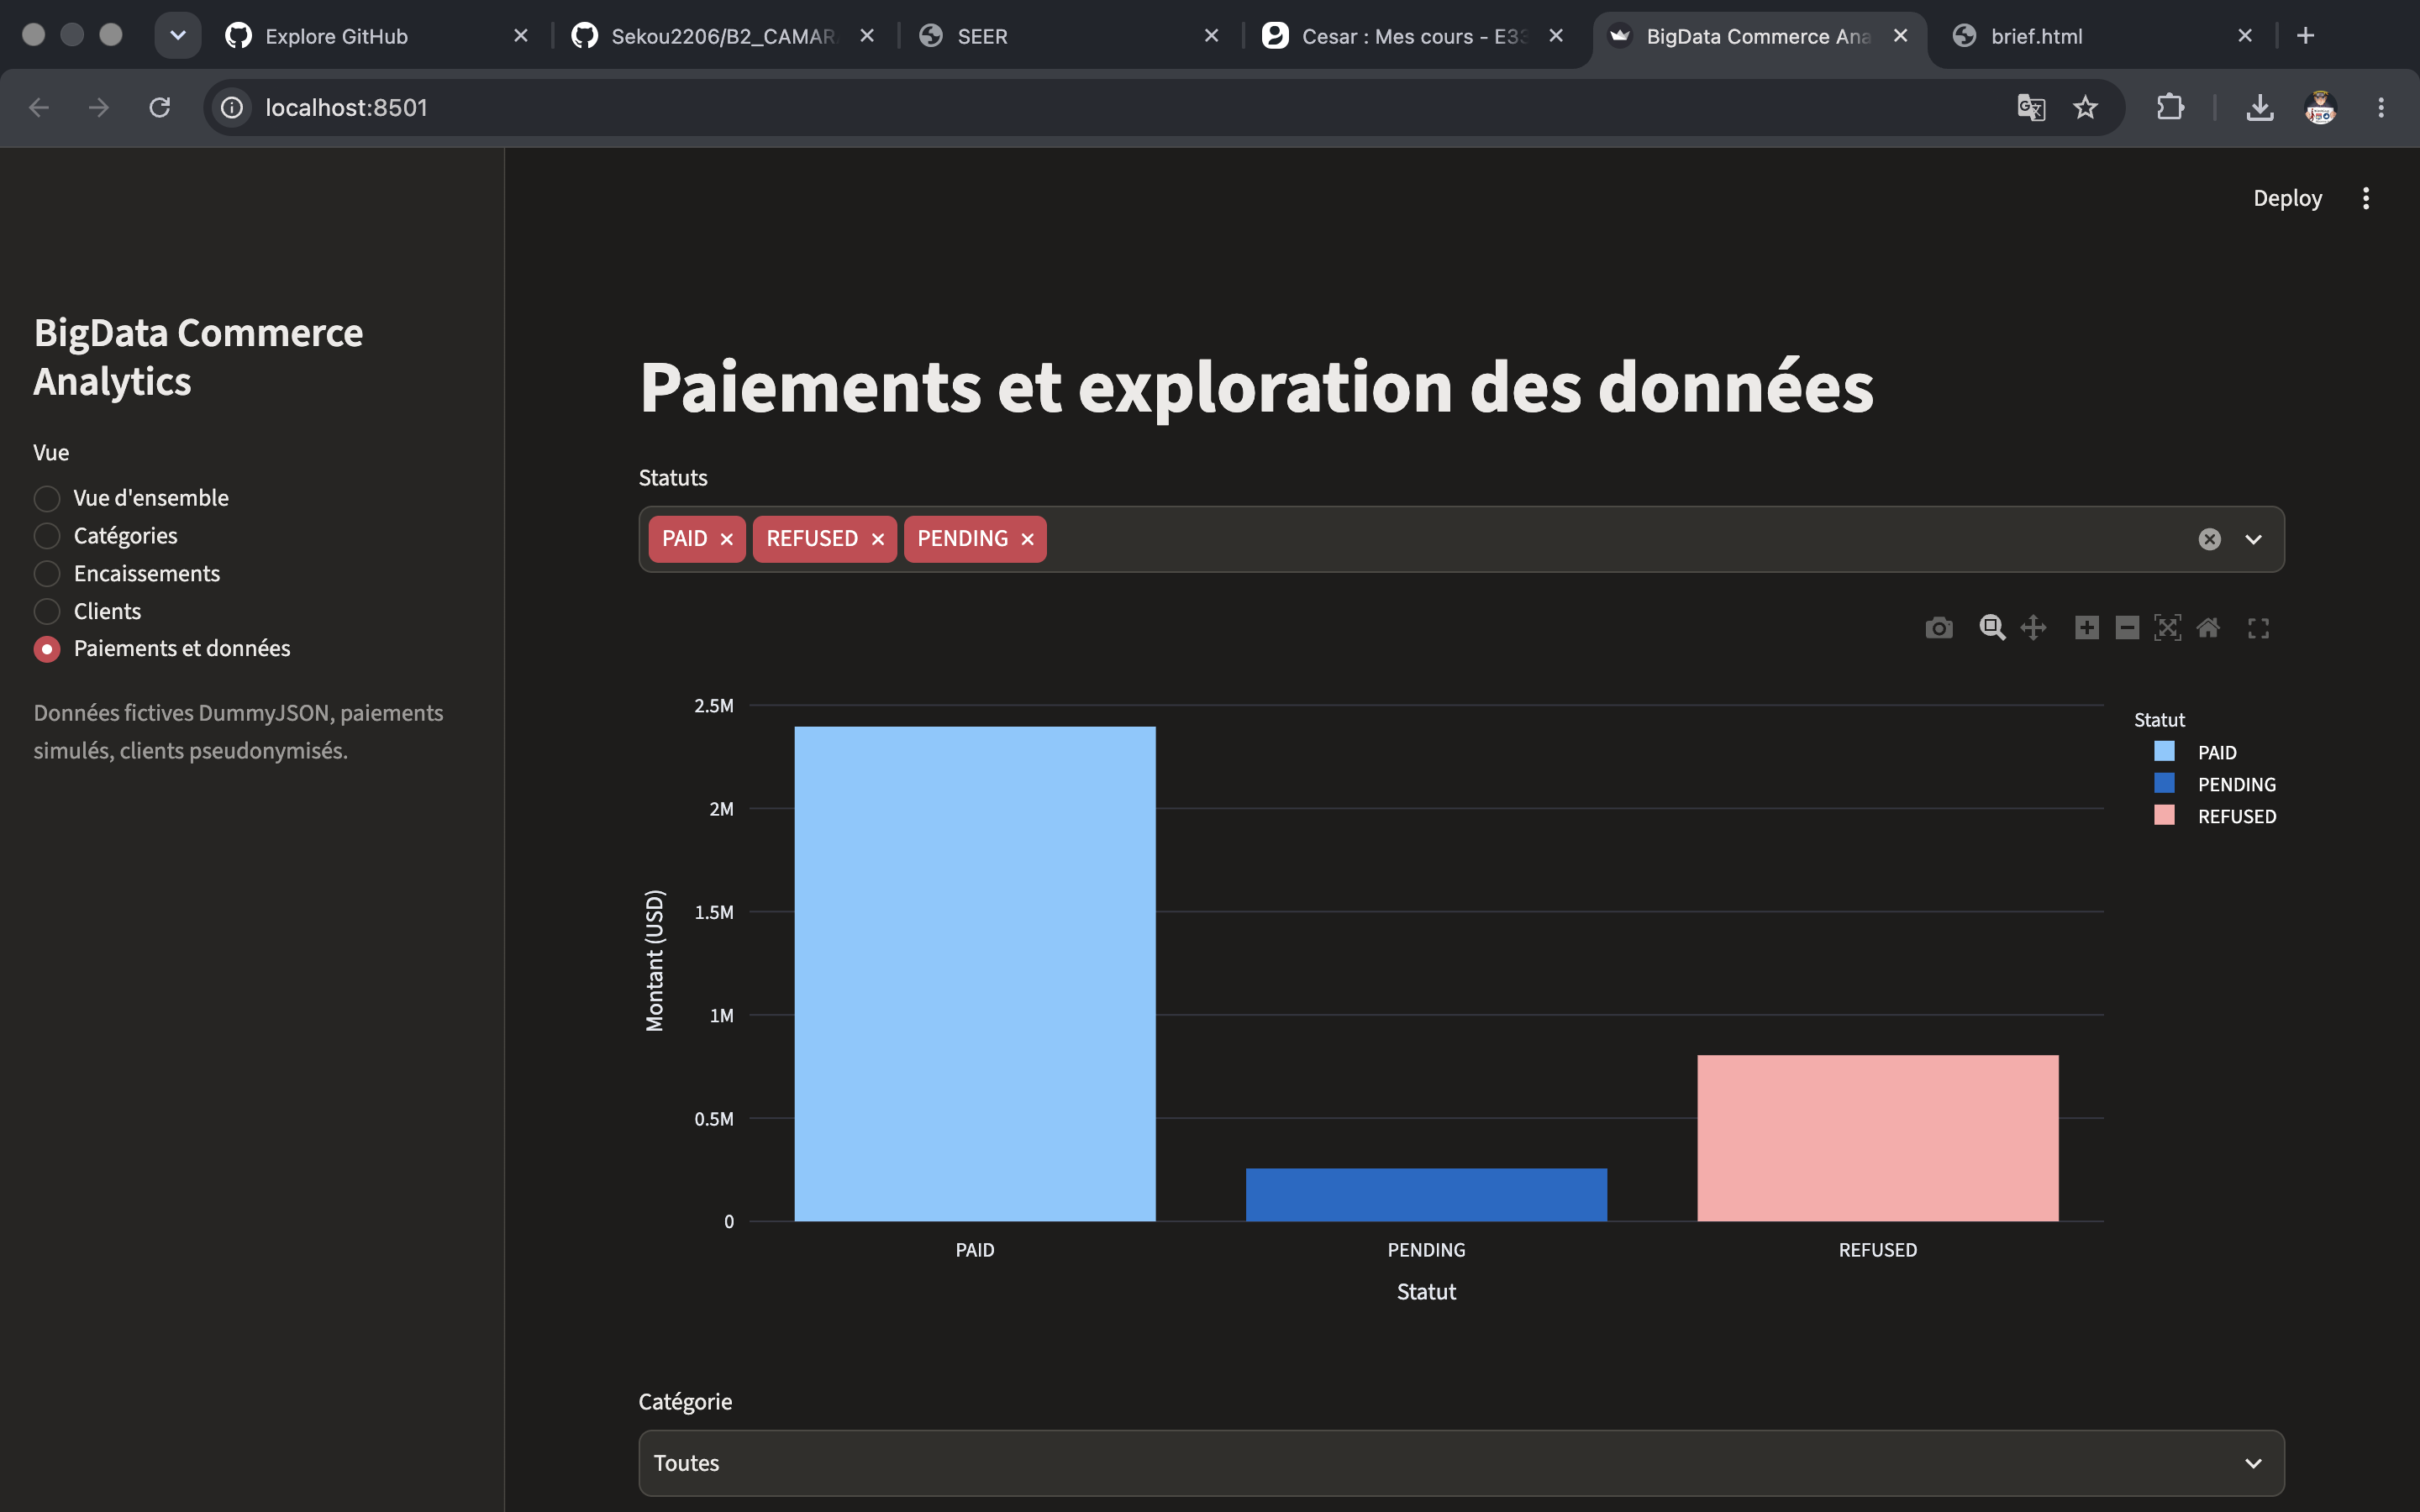 Explore GitHub
Sekou2206/B2_CAMAR
SEER
Cesar : Mes cours - E33
BigData Commerce Ana
brief.html
localhost:8501
Deploy
BigData Commerce
Analytics
Vue
Vue d'ensemble
Catégories
Encaissements
Clients
Paiements et données
Données fictives DummyJSON, paiements
simulés, clients pseudonymisés.
Paiements et exploration des données
Statuts
PAID
REFUSED
PENDING
2.5M
2M
1.5M
1M
0.5M
0
Montant (USD)
PAID
PENDING
REFUSED
Statut
Statut
PAID
PENDING
REFUSED
Catégorie
Toutes